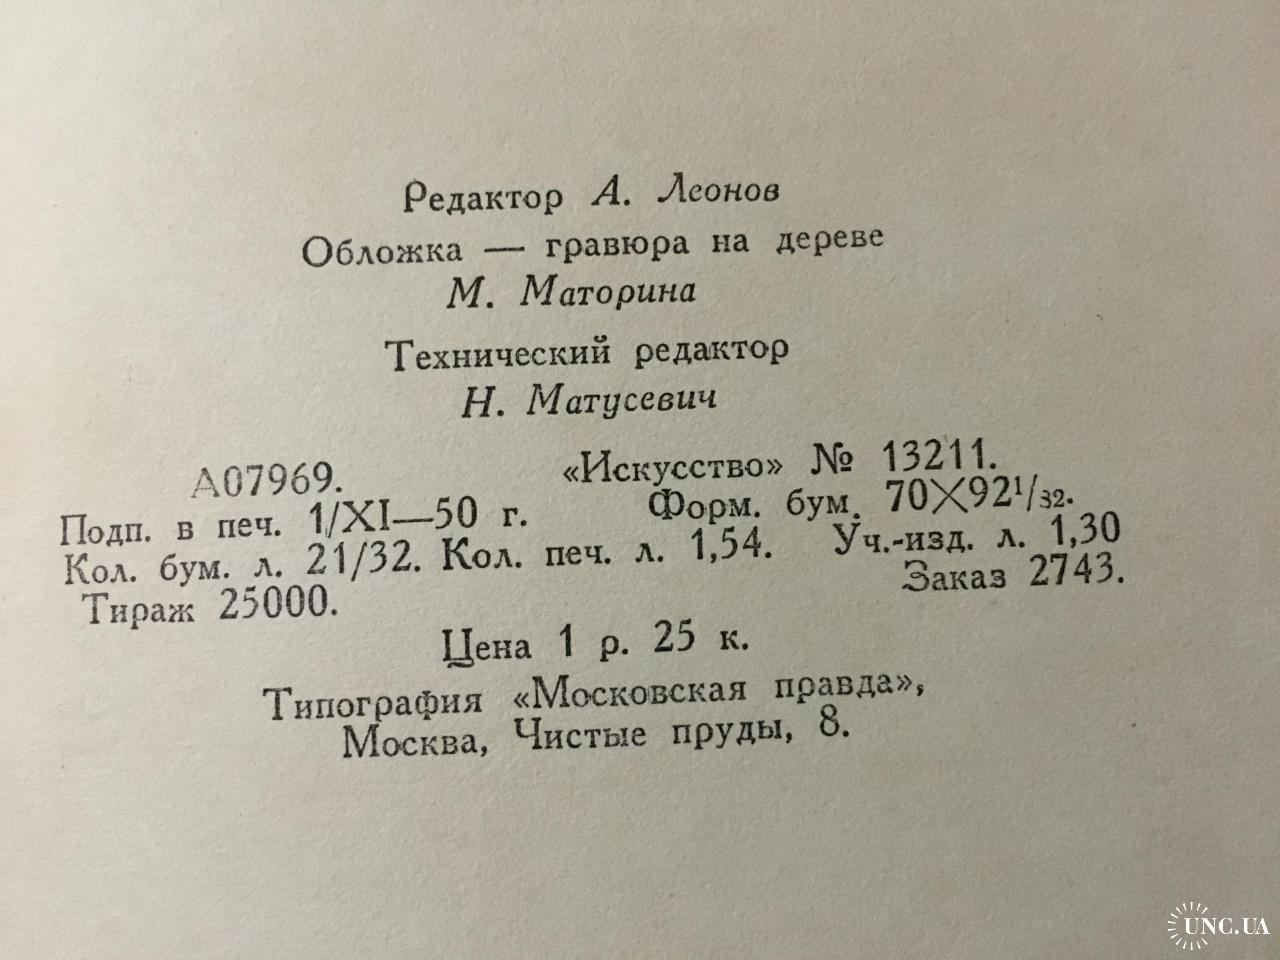 Редактор А. Леонов
Обложка — гравюра на дереве
М. Маторина
Технический редактор
Н. Матусевич
А07969. «Искусство» № 13211.
Подп. в печ. 1/XI—50 г. Форм. бум. 70×92¹/₃₂.
Кол. бум. л. 21/32. Кол. печ. л. 1,54. Уч.-изд. л. 1,30
Тираж 25000. Заказ 2743.
Цена 1 р. 25 к.
Типография «Московская правда»,
Москва, Чистые пруды, 8.
UNC.UA